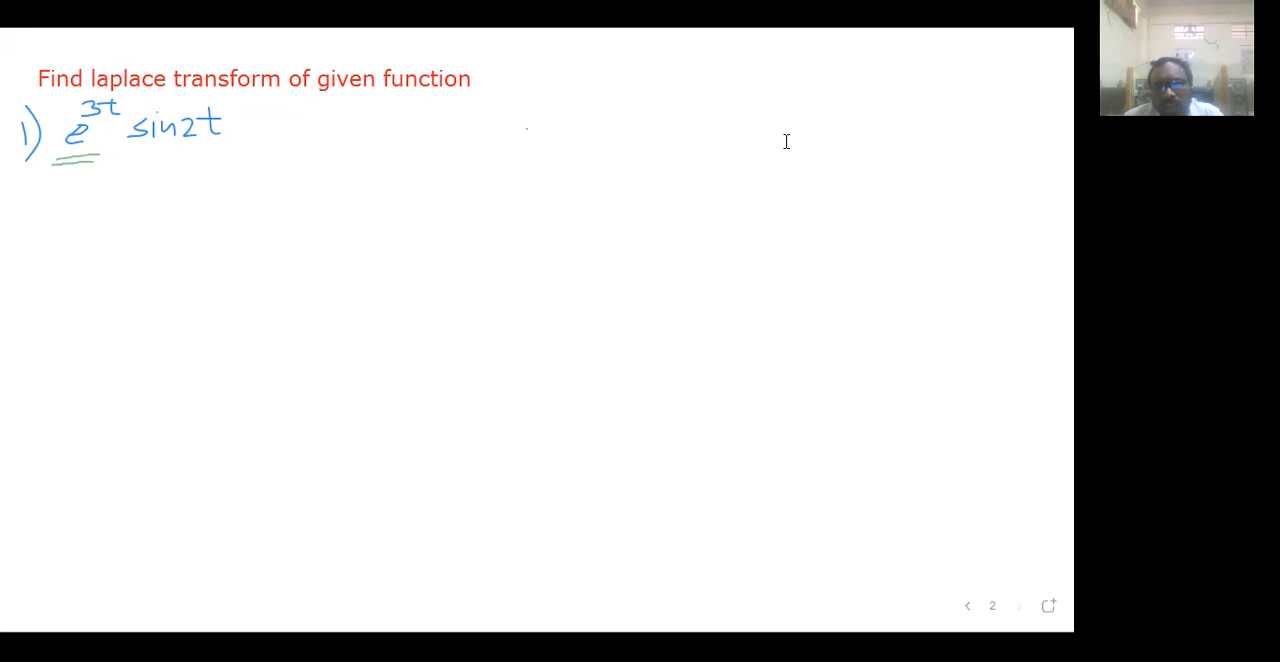 Find laplace transform of given function
1) e^{3t} sin2t
2